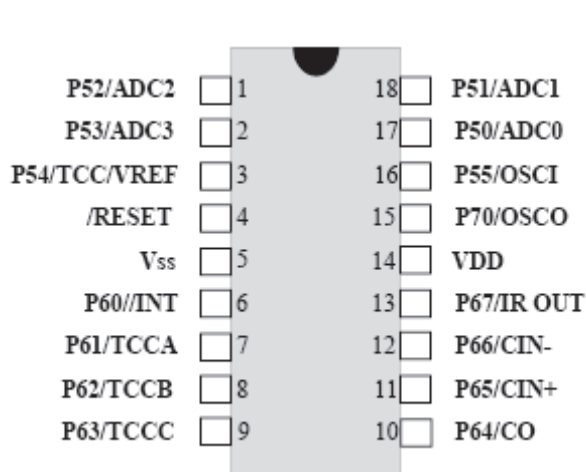 P52/ADC2 1 18 P51/ADC1
P53/ADC3 2 17 P50/ADC0
P54/TCC/VREF 3 16 P55/OSCI
/RESET 4 15 P70/OSCO
Vss 5 14 VDD
P60//INT 6 13 P67/IR OUT
P61/TCCA 7 12 P66/CIN-
P62/TCCB 8 11 P65/CIN+
P63/TCCC 9 10 P64/CO